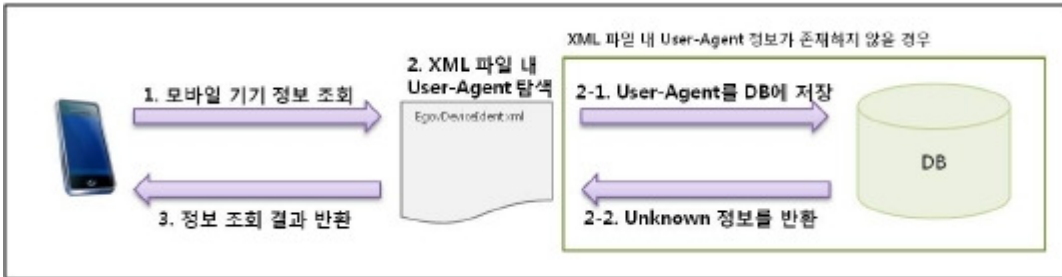 XML 파일 내 User-Agent 정보가 존재하지 않을 경우
2. XML 파일 내
User-Agent 탐색
1. 모바일 기기 정보 조회
2-1. User-Agent를 DB에 저장
EgovDeviceIdent.xml
DB
3. 정보 조회 결과 반환
2-2. Unknown 정보를 반환